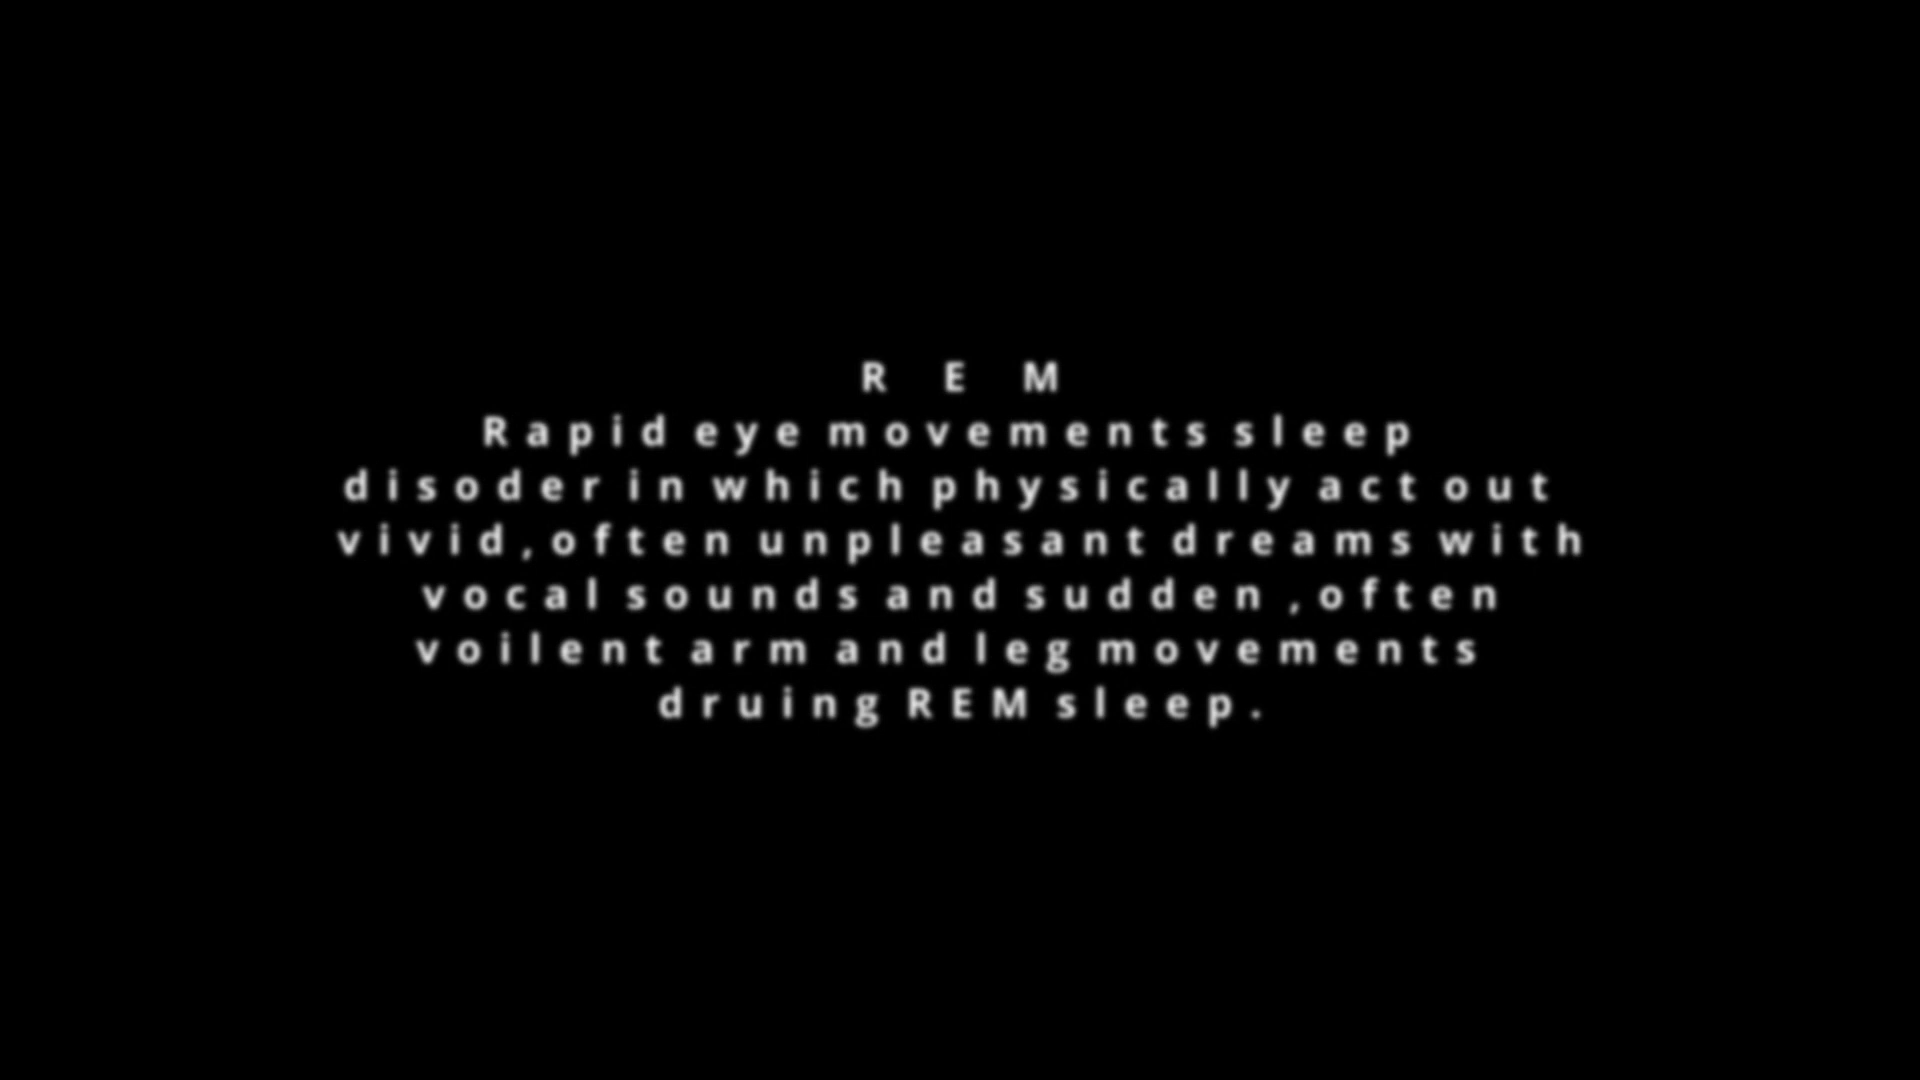 R E M
Rapid eye movements sleep
disoder in which physically act out
vivid,often unpleasant dreams with
vocal sounds and sudden ,often
voilent arm and leg movements
druing REM sleep.